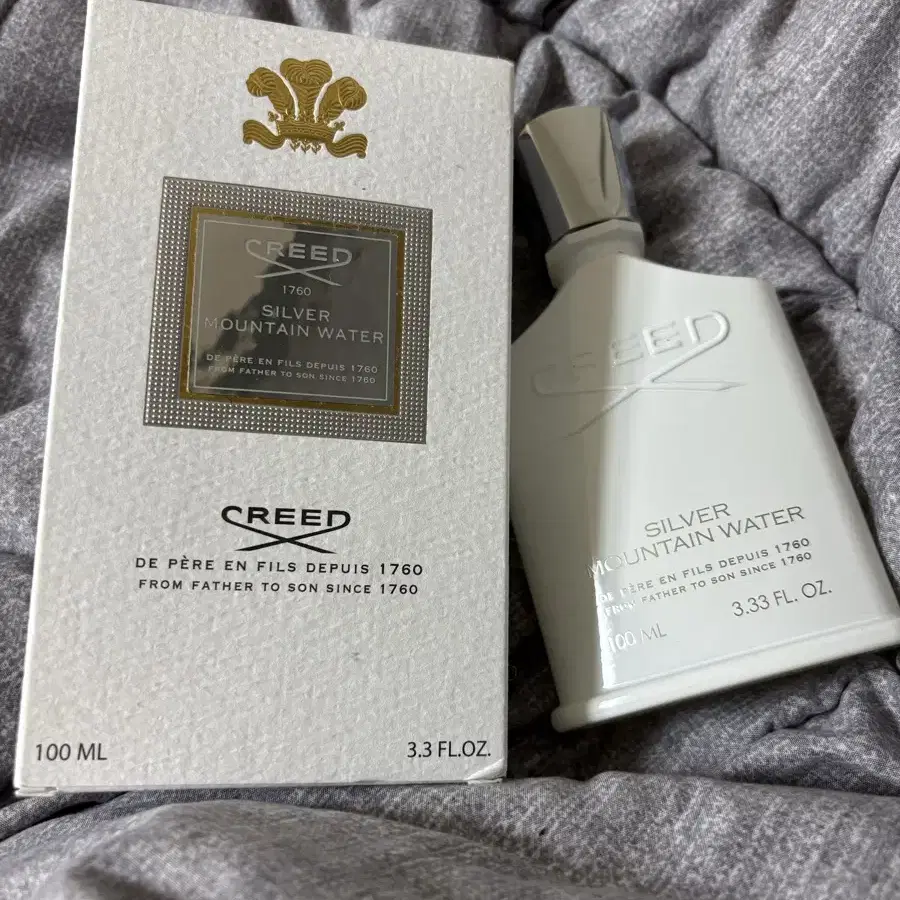 CREED
1760
SILVER
MOUNTAIN WATER
DE PÈRE EN FILS DEPUIS 1760
FROM FATHER TO SON SINCE 1760
CREED
DE PÈRE EN FILS DEPUIS 1760
FROM FATHER TO SON SINCE 1760
100 ML
3.3 FL.OZ.
CREED
SILVER
MOUNTAIN WATER
DE PÈRE EN FILS DEPUIS 1760
FROM FATHER TO SON SINCE 1760
100 ML
3.33 FL. OZ.